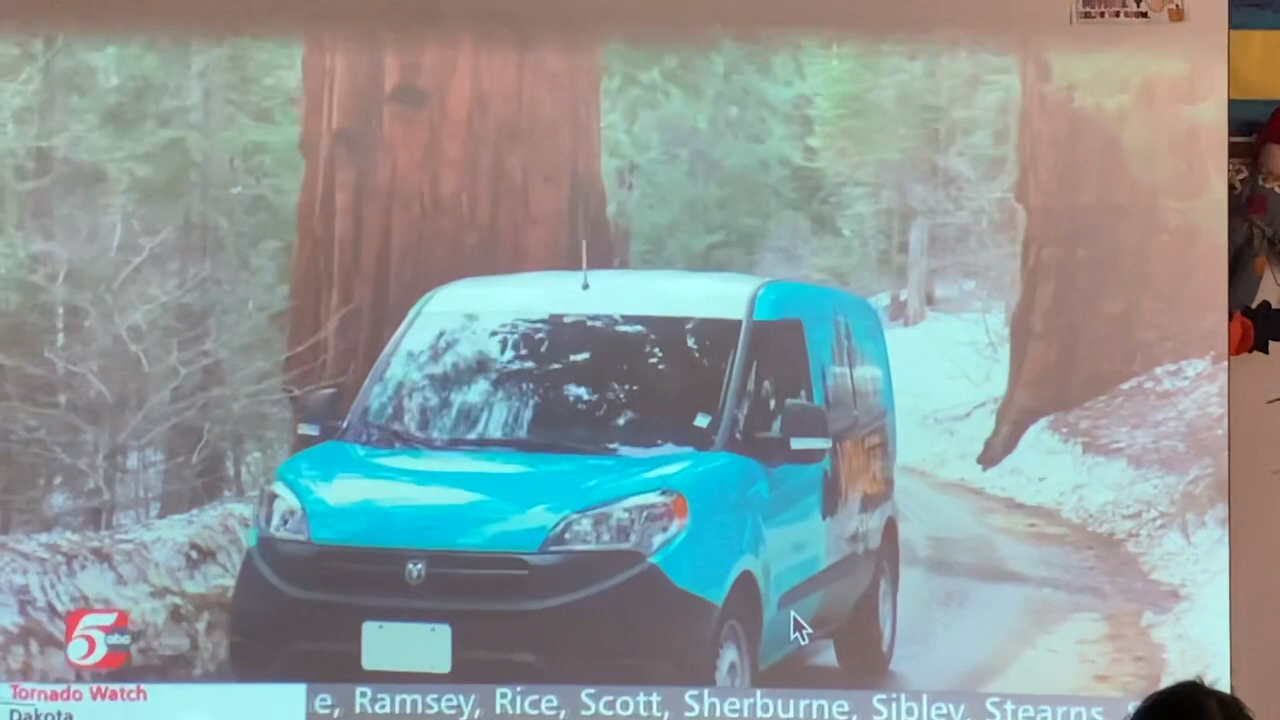 5 abc
Tornado Watch
Dakota
e, Ramsey, Rice, Scott, Sherburne, Sibley, Stearns,